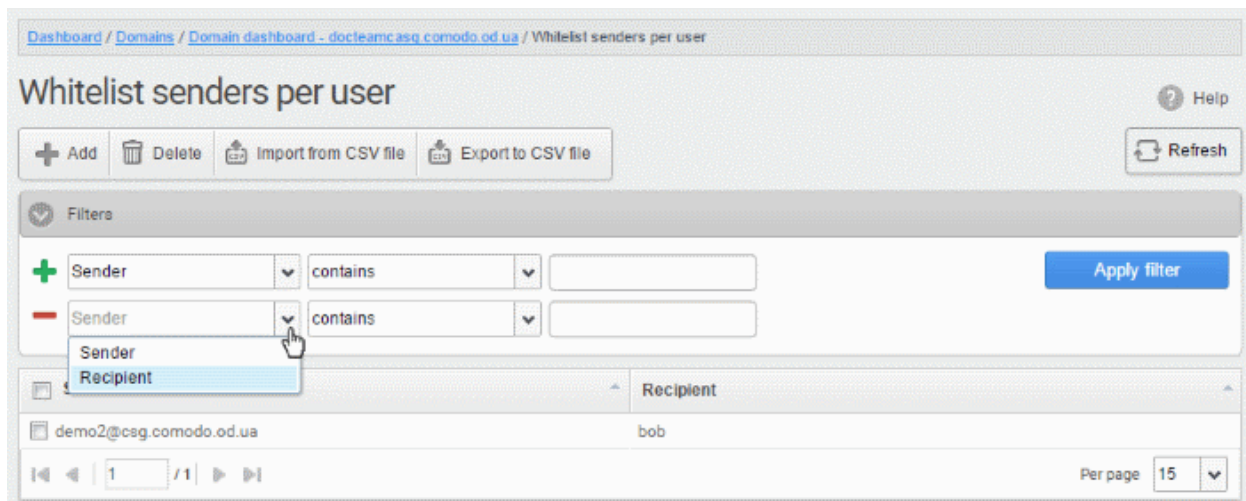 Dashboard / Domains / Domain dashboard - docteamcasg.comodo.od.ua / Whitelist senders per user
Whitelist senders per user
Help
Add Delete Import from CSV file Export to CSV file Refresh
Filters
Sender contains Apply filter
Sender contains
Sender
Recipient
Recipient
demo2@csg.comodo.od.ua bob
1 / 1 Per page 15